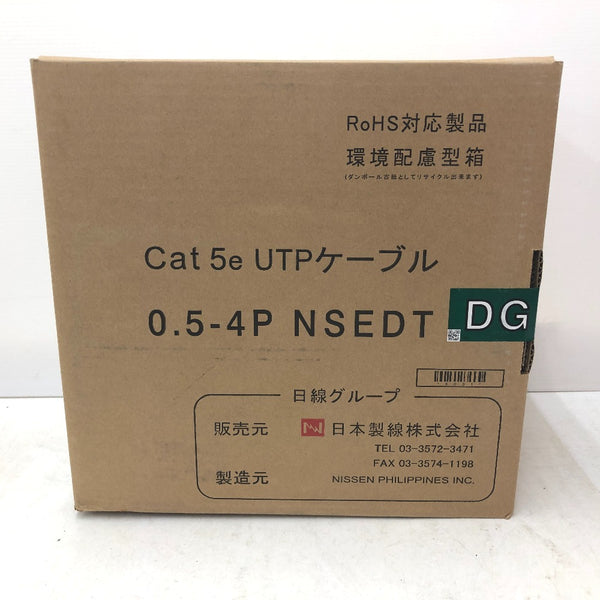 RoHS対応製品
環境配慮型箱
(ダンボール古紙としてリサイクル出来ます)
Cat 5e UTPケーブル
0.5-4P NSEDT
DG
日線グループ
販売元 日本製線株式会社
TEL 03-3572-3471
FAX 03-3574-1198
製造元 NISSEN PHILIPPINES INC.